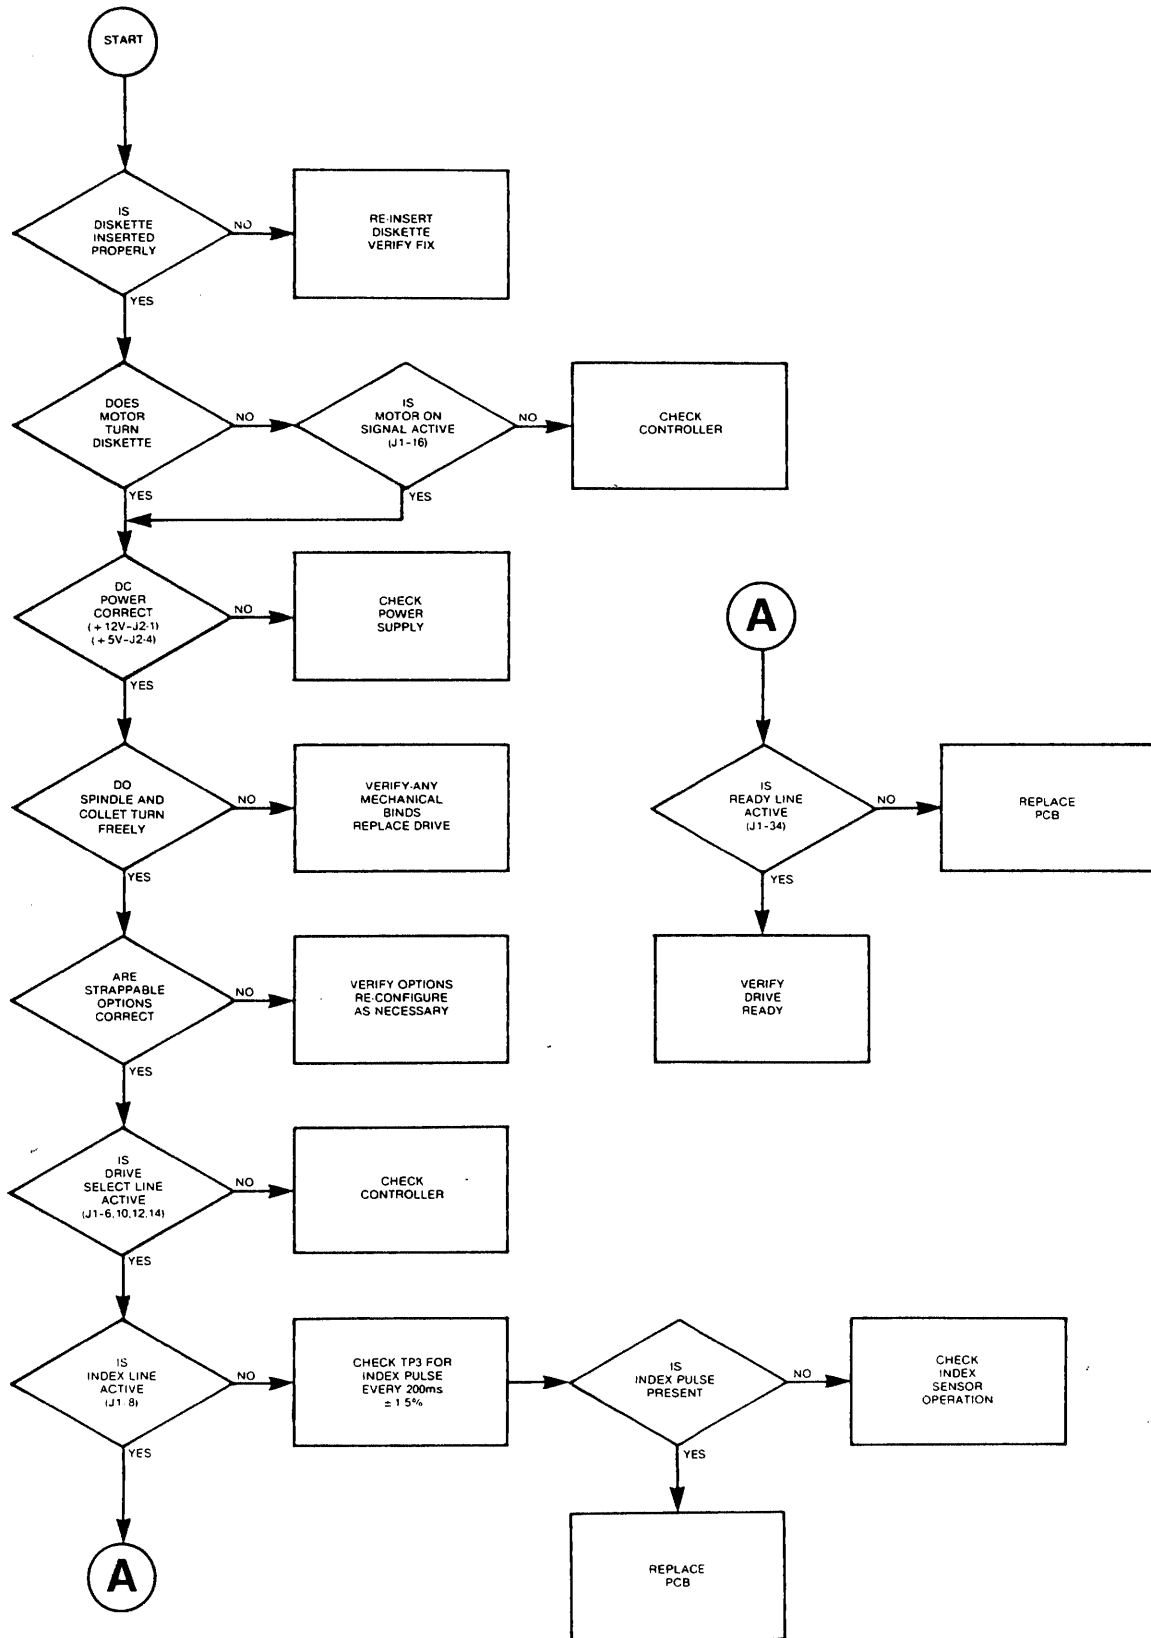 START
IS
DISKETTE
INSERTED
PROPERLY
NO
RE-INSERT
DISKETTE
VERIFY FIX
YES
DOES
MOTOR
TURN
DISKETTE
NO
IS
MOTOR ON
SIGNAL ACTIVE
(J1-16)
NO
CHECK
CONTROLLER
YES
YES
DC
POWER
CORRECT
(+12V-J2-1)
(+5V-J2-4)
NO
CHECK
POWER
SUPPLY
YES
DO
SPINDLE AND
COLLET TURN
FREELY
NO
VERIFY-ANY
MECHANICAL
BINDS
REPLACE DRIVE
YES
ARE
STRAPPABLE
OPTIONS
CORRECT
NO
VERIFY OPTIONS
RE-CONFIGURE
AS NECESSARY
YES
IS
DRIVE
SELECT LINE
ACTIVE
(J1-6,10,12,14)
NO
CHECK
CONTROLLER
YES
IS
INDEX LINE
ACTIVE
(J1-8)
NO
CHECK TP3 FOR
INDEX PULSE
EVERY 200ms
±1.5%
IS
INDEX PULSE
PRESENT
NO
CHECK
INDEX
SENSOR
OPERATION
YES
REPLACE
PCB
YES
A
A
IS
READY LINE
ACTIVE
(J1-34)
NO
REPLACE
PCB
YES
VERIFY
DRIVE
READY